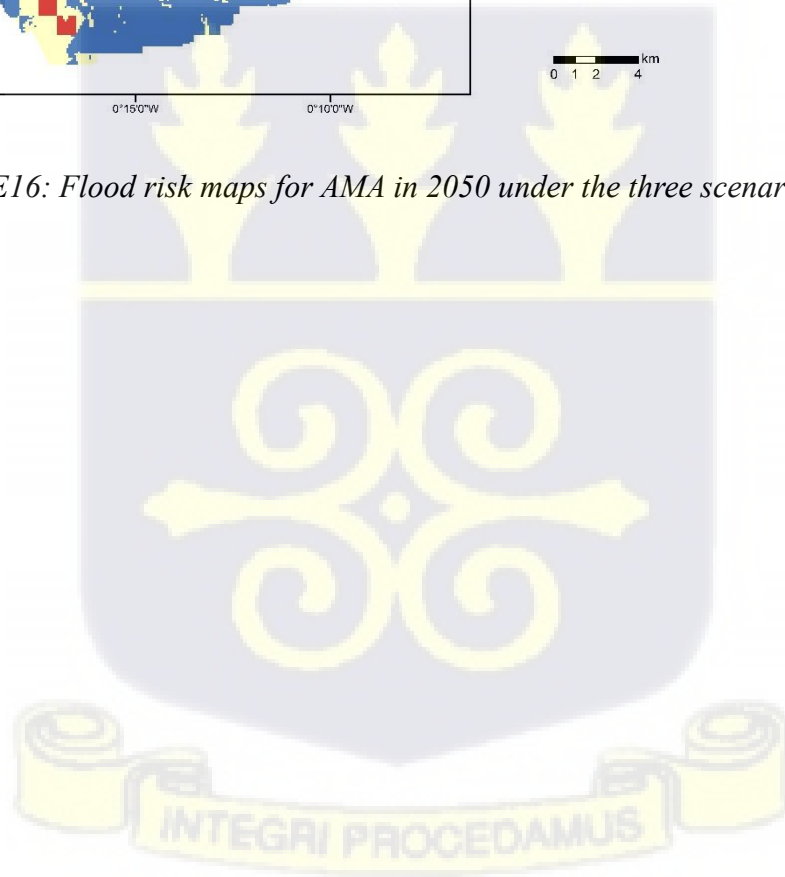 km
0 1 2 4
0°15'0"W 0°10'0"W
E16: Flood risk maps for AMA in 2050 under the three scenar
INTEGRI PROCEDAMUS